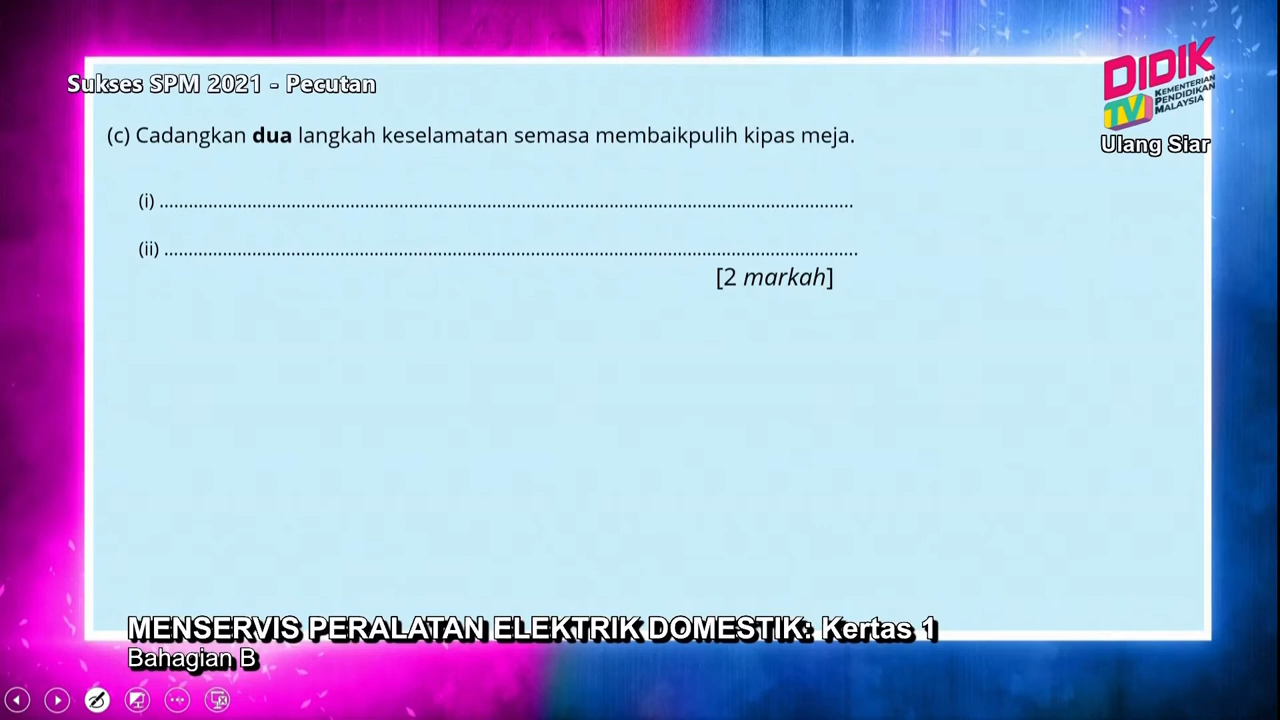 Sukses SPM 2021 - Pecutan
DIDIK
TV
KEMENTERIAN
PENDIDIKAN
MALAYSIA
Ulang Siar
(c) Cadangkan dua langkah keselamatan semasa membaikpulih kipas meja.
(i) ................................................................................................................................................
(ii) ................................................................................................................................................
[2 markah]
MENSERVIS PERALATAN ELEKTRIK DOMESTIK: Kertas 1
Bahagian B